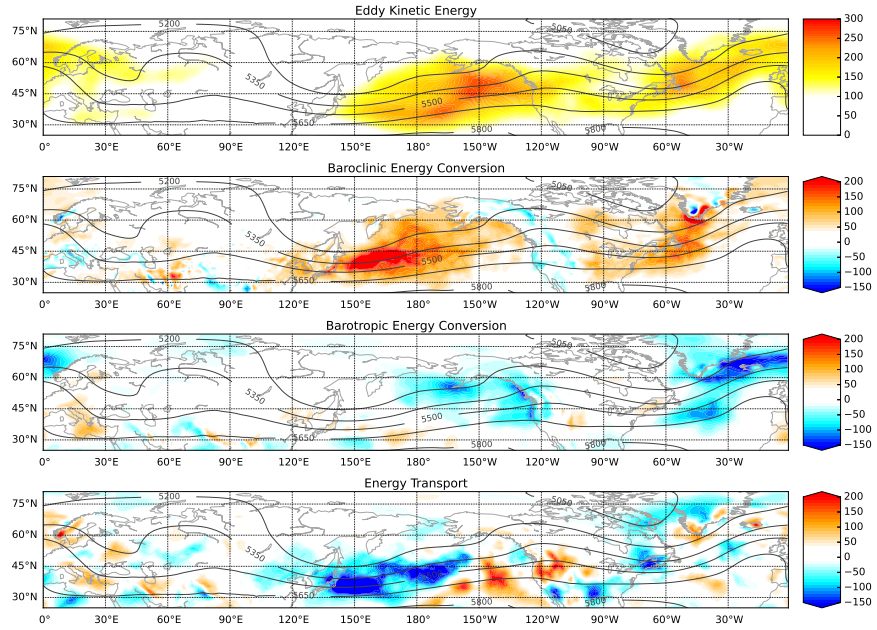 Eddy Kinetic Energy
75°N
60°N
45°N
30°N
5200
5350
5500
5650
5050
5800
5800
0°
30°E
60°E
90°E
120°E
150°E
180°E
150°W
120°W
90°W
60°W
30°W
300
250
200
150
100
50
0
Baroclinic Energy Conversion
75°N
60°N
45°N
30°N
5200
5350
5500
5650
5050
5800
5800
0°
30°E
60°E
90°E
120°E
150°E
180°E
150°W
120°W
90°W
60°W
30°W
200
150
100
50
0
−50
−100
−150
Barotropic Energy Conversion
75°N
60°N
45°N
30°N
5200
5350
5500
5650
5050
5800
5800
0°
30°E
60°E
90°E
120°E
150°E
180°E
150°W
120°W
90°W
60°W
30°W
200
150
100
50
0
−50
−100
−150
Energy Transport
75°N
60°N
45°N
30°N
5200
5350
5500
5650
5050
5800
5800
0°
30°E
60°E
90°E
120°E
150°E
180°E
150°W
120°W
90°W
60°W
30°W
200
150
100
50
0
−50
−100
−150